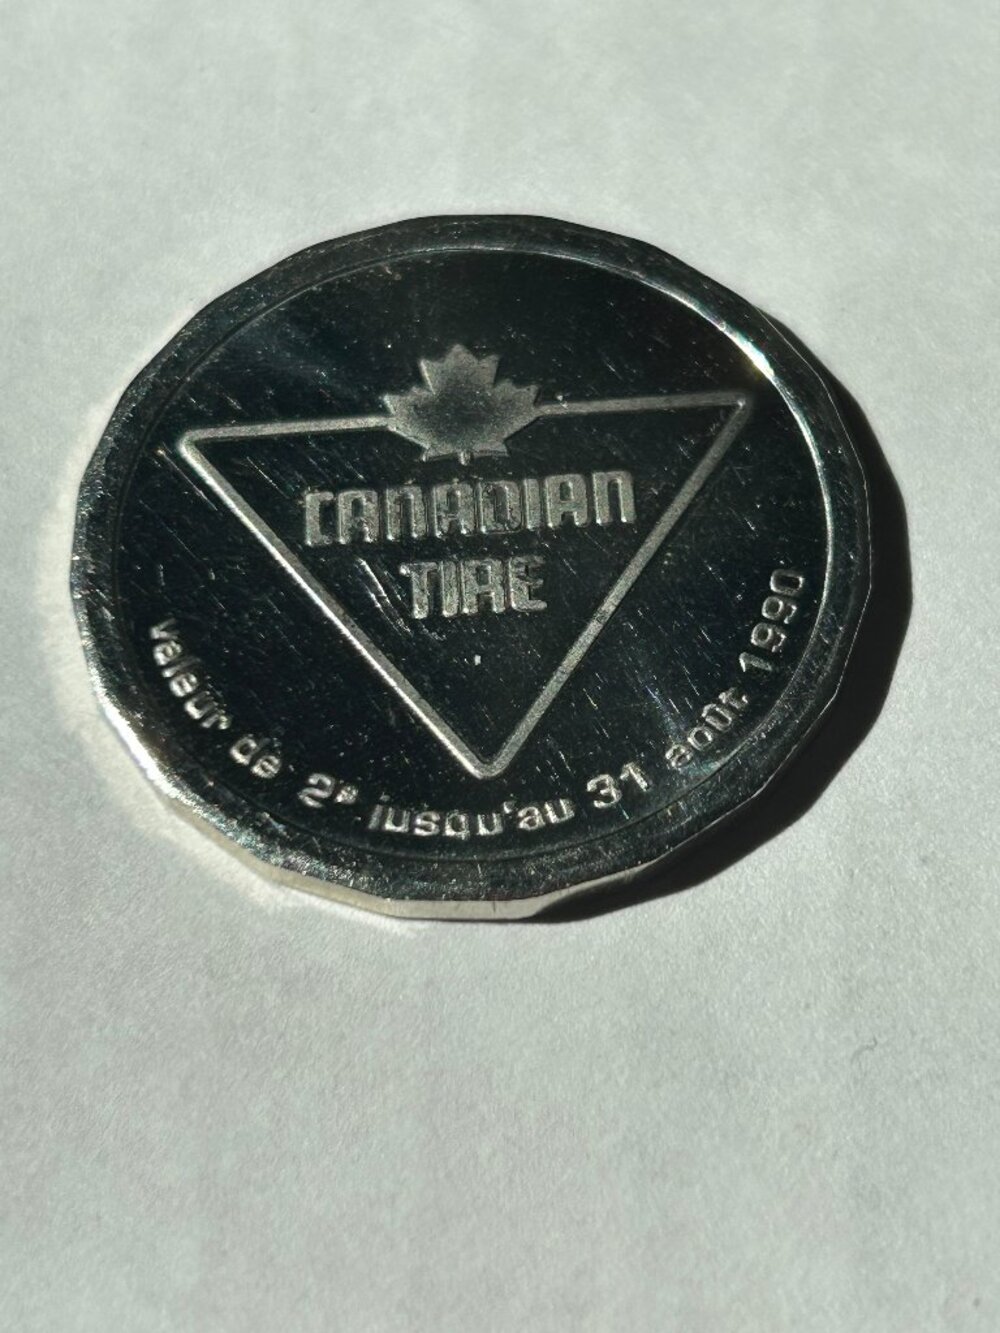 CANADIAN
TIRE
valeur de 2$ jusqu'au 31 août 1990